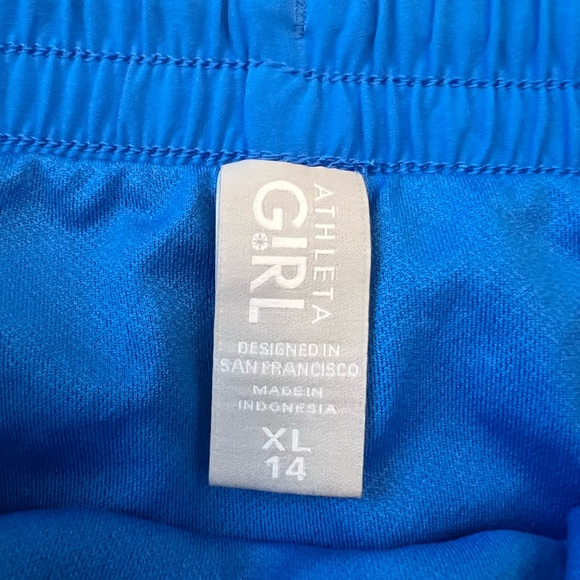 ATHLETA
GIRL
DESIGNED IN
SAN FRANCISCO
MADE IN
INDONESIA
XL
14